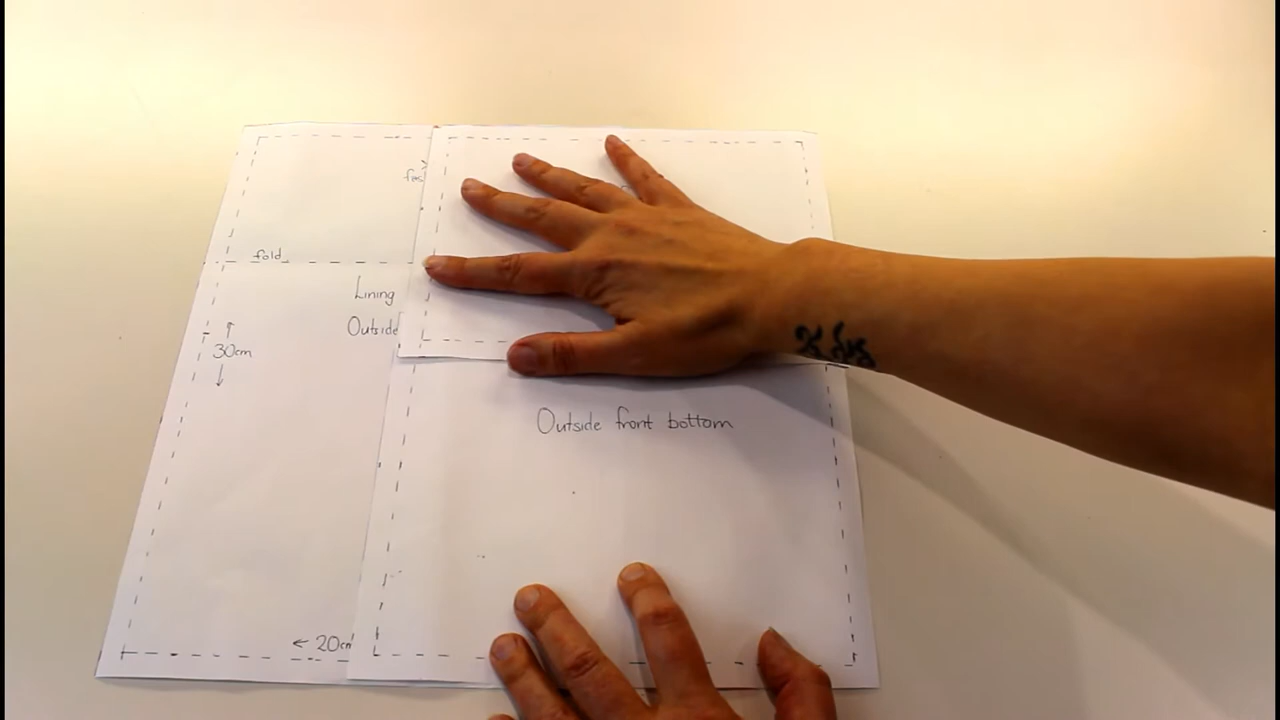 fold
Lining
Outside
30cm
← 20cm
Outside front bottom